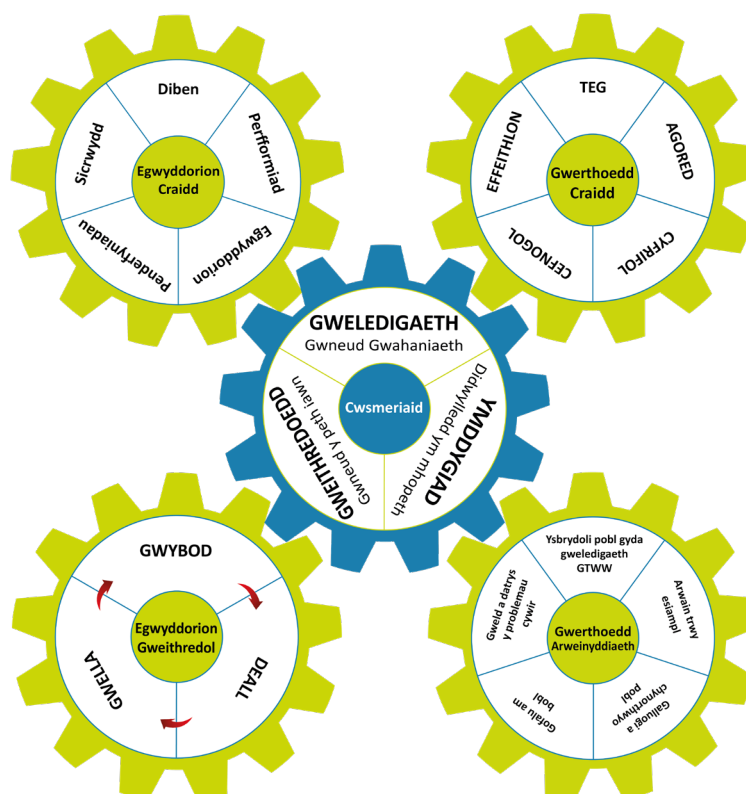 Diben
Perfformiad
Egwyddorion
Penderfyniadau
Sicrwydd
Egwyddorion
Craidd
TEG
AGORED
CYFRIFOL
CEFNOGOL
EFFEITHLON
Gwerthoedd
Craidd
GWELEDIGAETH
Gwneud Gwahaniaeth
YMDDYGIAD
Didwylledd ym mhopeth
GWEITHREDOEDD
Gwneud y peth iawn
Cwsmeriaid
GWYBOD
DEALL
GWELLA
Egwyddorion
Gweithredol
Ysbrydoli pobl gyda
gweledigaeth
GTWW
Arwain trwy
esiampl
Galluogi a
chynorthwyo
pobl
Gofalu am
bobl
Gweld a datrys
y problemau
cywir
Gwerthoedd
Arweinyddiaeth